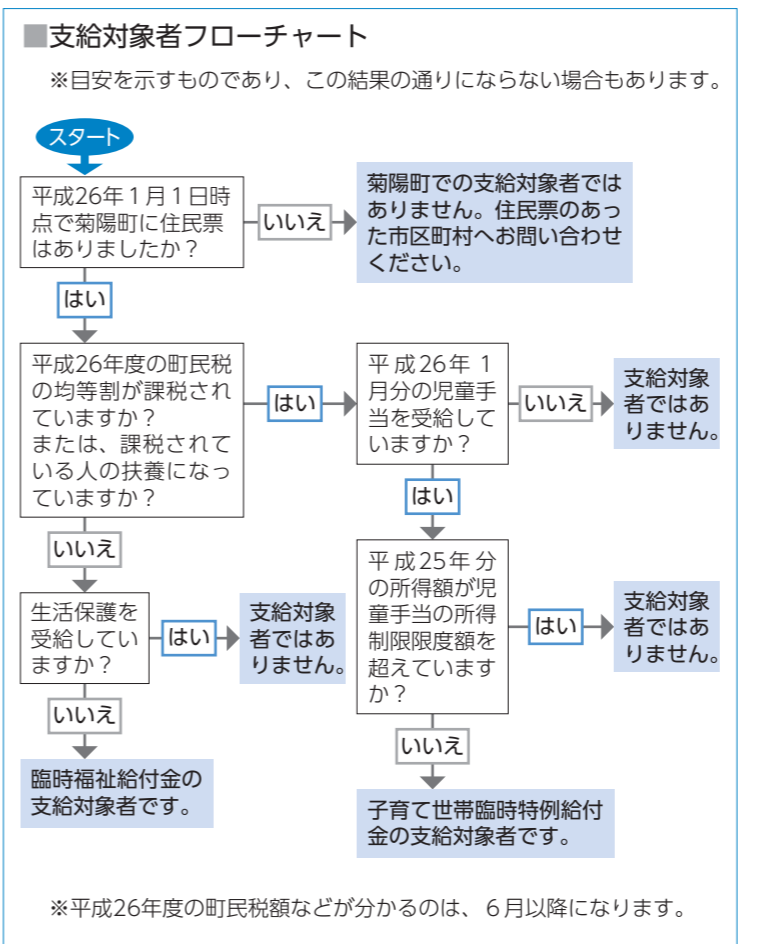 ■支給対象者フローチャート
※目安を示すものであり、この結果の通りにならない場合もあります。
スタート
平成26年1月1日時
点で菊陽町に住民票
はありましたか？
いいえ
菊陽町での支給対象者では
ありません。住民票のあっ
た市区町村へお問い合わせ
ください。
はい
平成26年度の町民税
の均等割が課税され
ていますか？
または、課税されて
いる人の扶養になっ
ていますか？
はい
平成26年1
月分の児童手
当を受給して
いますか？
いいえ
支給対象
者ではあ
りません。
はい
いいえ
平成25年分
の所得額が児
童手当の所得
制限限度額を
超えています
か？
はい
支給対象
者ではあ
りません。
生活保護を
受給してい
ますか？
はい
支給対象
者ではあ
りません。
いいえ
臨時福祉給付金の
支給対象者です。
いいえ
子育て世帯臨時特例給付
金の支給対象者です。
※平成26年度の町民税額などが分かるのは、６月以降になります。